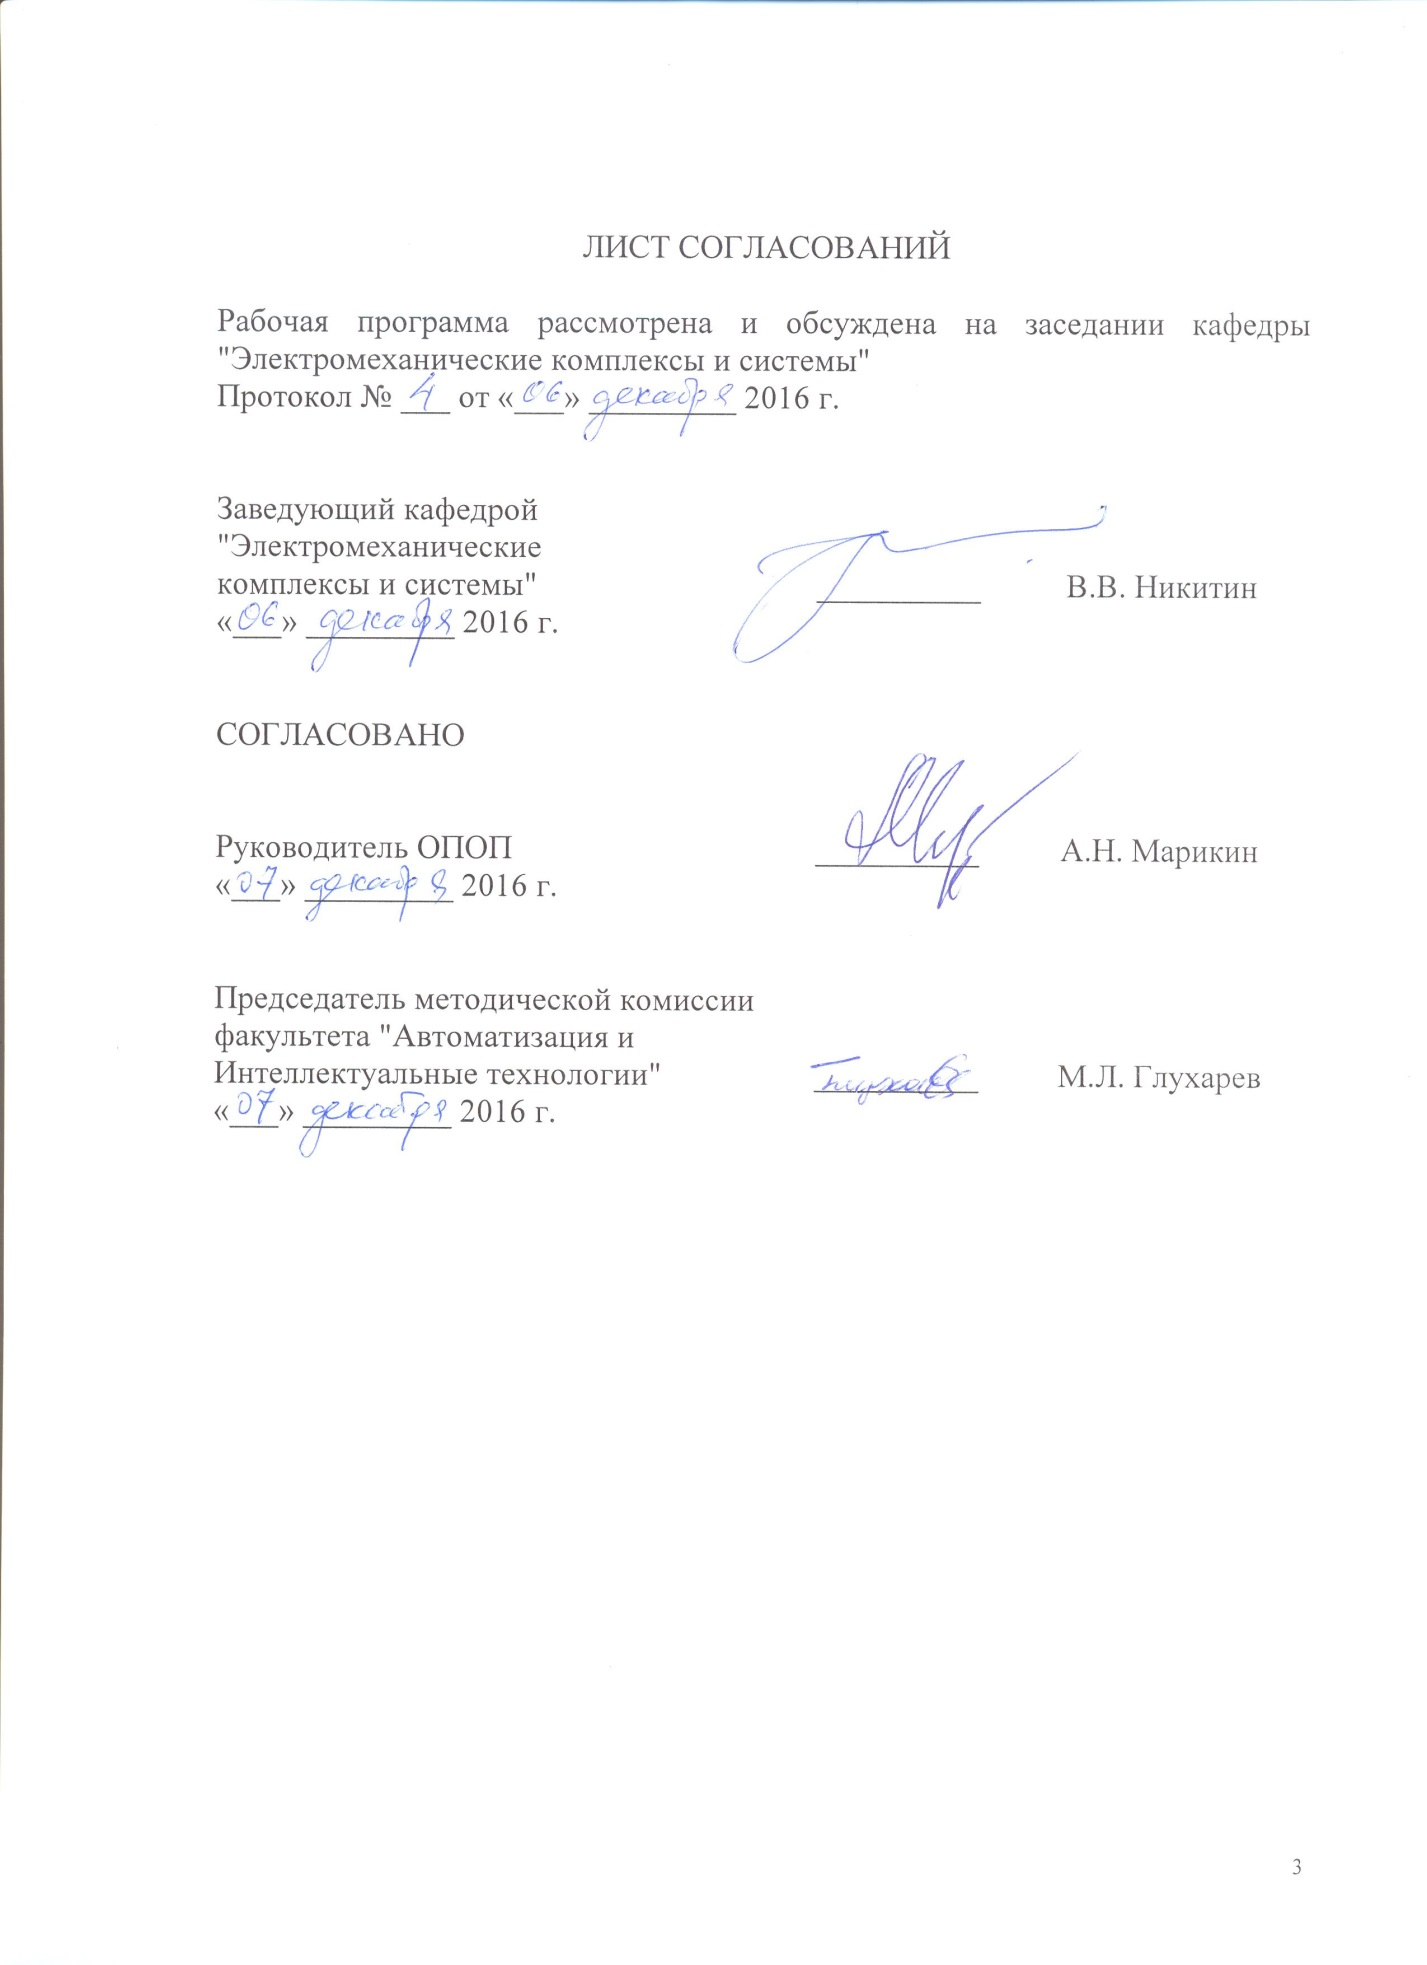 ЛИСТ СОГЛАСОВАНИЙ
Рабочая программа рассмотрена и обсуждена на заседании кафедры
"Электромеханические комплексы и системы"
Протокол № 4 от «06» декабря 2016 г.
Заведующий кафедрой
"Электромеханические
комплексы и системы" В.В. Никитин
«06» декабря 2016 г.
СОГЛАСОВАНО
Руководитель ОПОП А.Н. Марикин
«07» декабря 2016 г.
Председатель методической комиссии
факультета "Автоматизация и
Интеллектуальные технологии" М.Л. Глухарев
«07» декабря 2016 г.
3